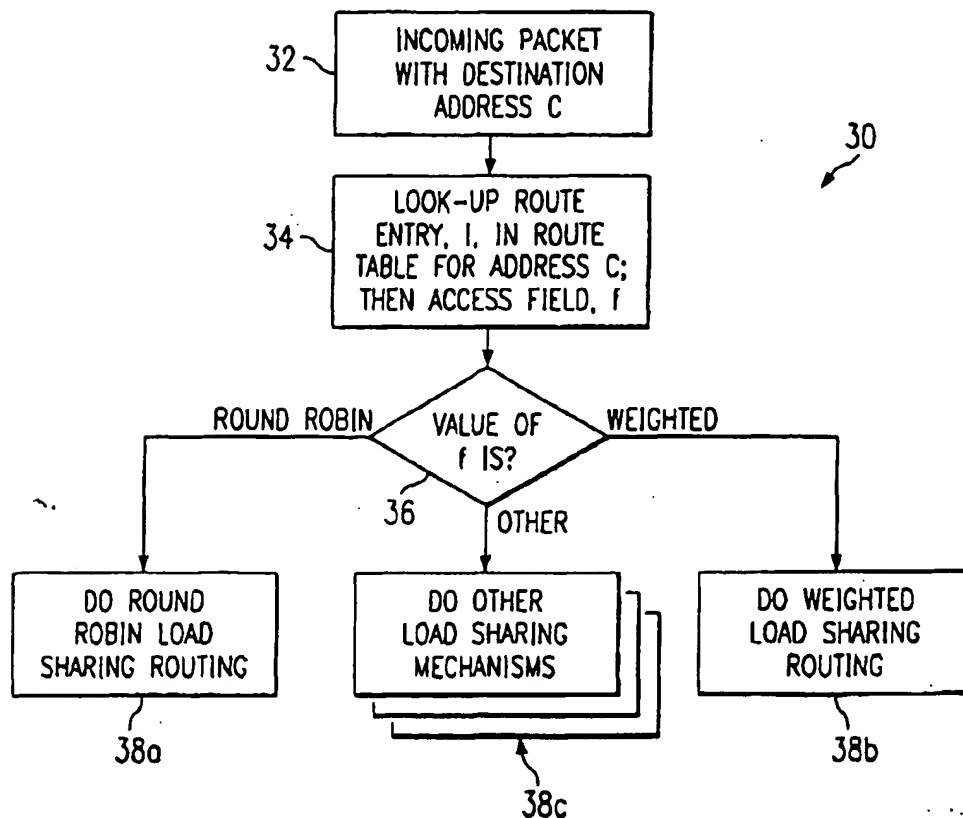 32
INCOMING PACKET
WITH DESTINATION
ADDRESS C
30
34
LOOK-UP ROUTE
ENTRY, I, IN ROUTE
TABLE FOR ADDRESS C;
THEN ACCESS FIELD, f
ROUND ROBIN
VALUE OF
f IS?
WEIGHTED
36
OTHER
DO ROUND
ROBIN LOAD
SHARING ROUTING
DO OTHER
LOAD SHARING
MECHANISMS
DO WEIGHTED
LOAD SHARING
ROUTING
38a
38c
38b